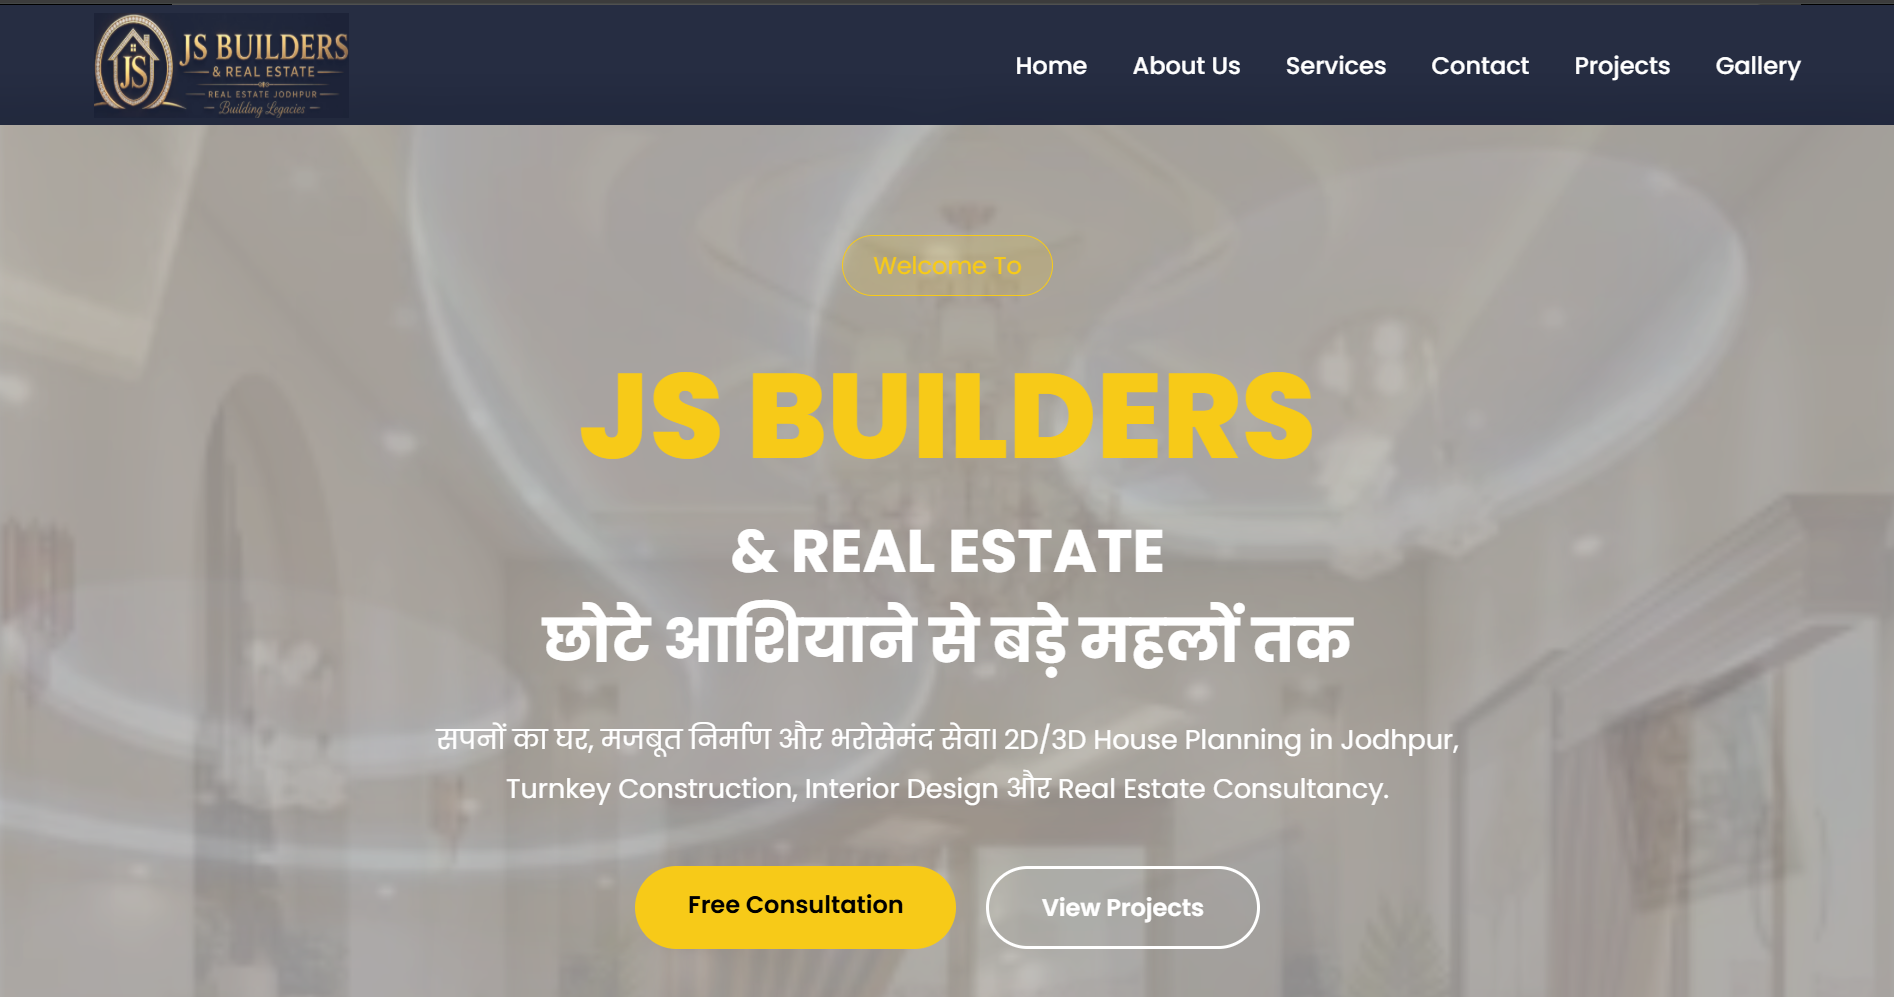 JS BUILDERS
& REAL ESTATE
REAL ESTATE JODHPUR
Building Legacies
JS
Home About Us Services Contact Projects Gallery
Welcome To
JS BUILDERS
& REAL ESTATE
छोटे आशियाने से बड़े महलों तक
सपनों का घर, मजबूत निर्माण और भरोसेमंद सेवा। 2D/3D House Planning in Jodhpur,
Turnkey Construction, Interior Design और Real Estate Consultancy.
Free Consultation View Projects